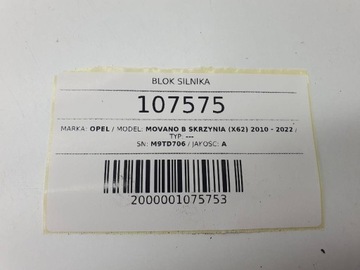 BLOK SILNIKA
107575
MARKA: OPEL / MODEL: MOVANO B SKRZYNIA (X62) 2010 - 2022 /
TYP: ---
SN: M9TD706 / JAKOŚĆ: A
2000001075753